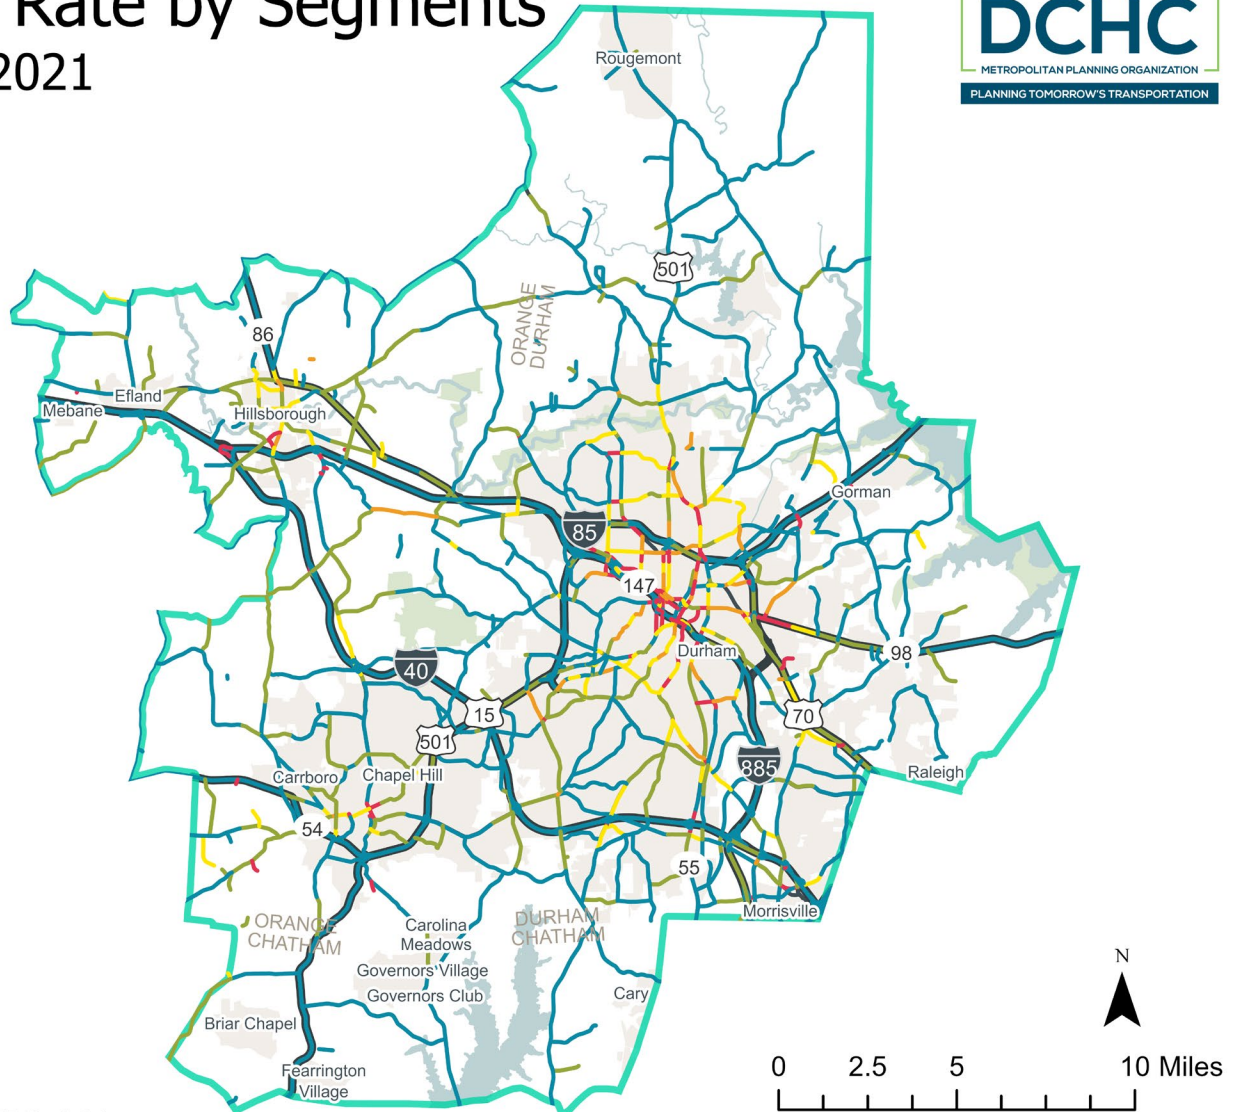 Rate by Segments
2021
DCHC
METROPOLITAN PLANNING ORGANIZATION
PLANNING TOMORROW'S TRANSPORTATION
Rougemont
501
ORANGE
DURHAM
86
Efland
Mebane
Hillsborough
Gorman
85
147
Durham
98
40
15
70
501
885
Raleigh
Carrboro
Chapel Hill
54
55
Morrisville
ORANGE
CHATHAM
DURHAM
CHATHAM
Carolina
Meadows
Governors Village
Governors Club
Cary
Briar Chapel
Fearrington
Village
N
0 2.5 5 10 Miles